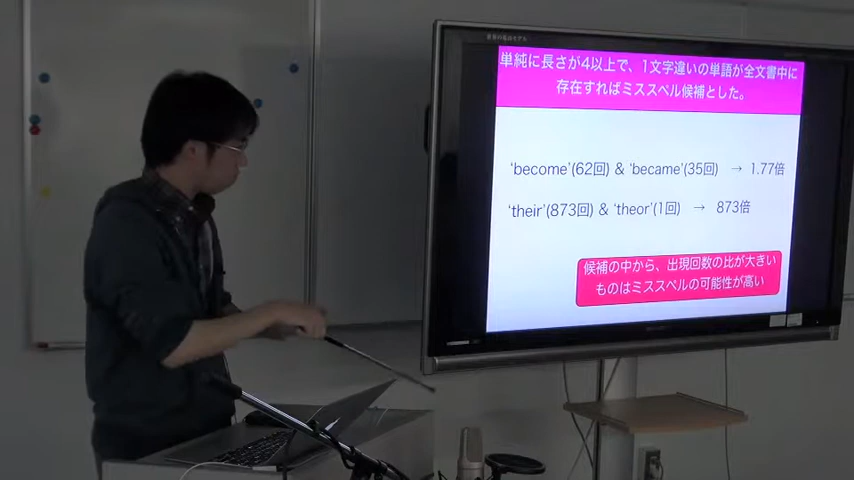 単純に長さが4以上で、1文字違いの単語が全文書中に
存在すればミススペル候補とした。
‘become’(62回) & ‘became’(35回) → 1.77倍
‘their’(873回) & ‘theor’(1回) → 873倍
候補の中から、出現回数の比が大きい
ものはミススペルの可能性が高い